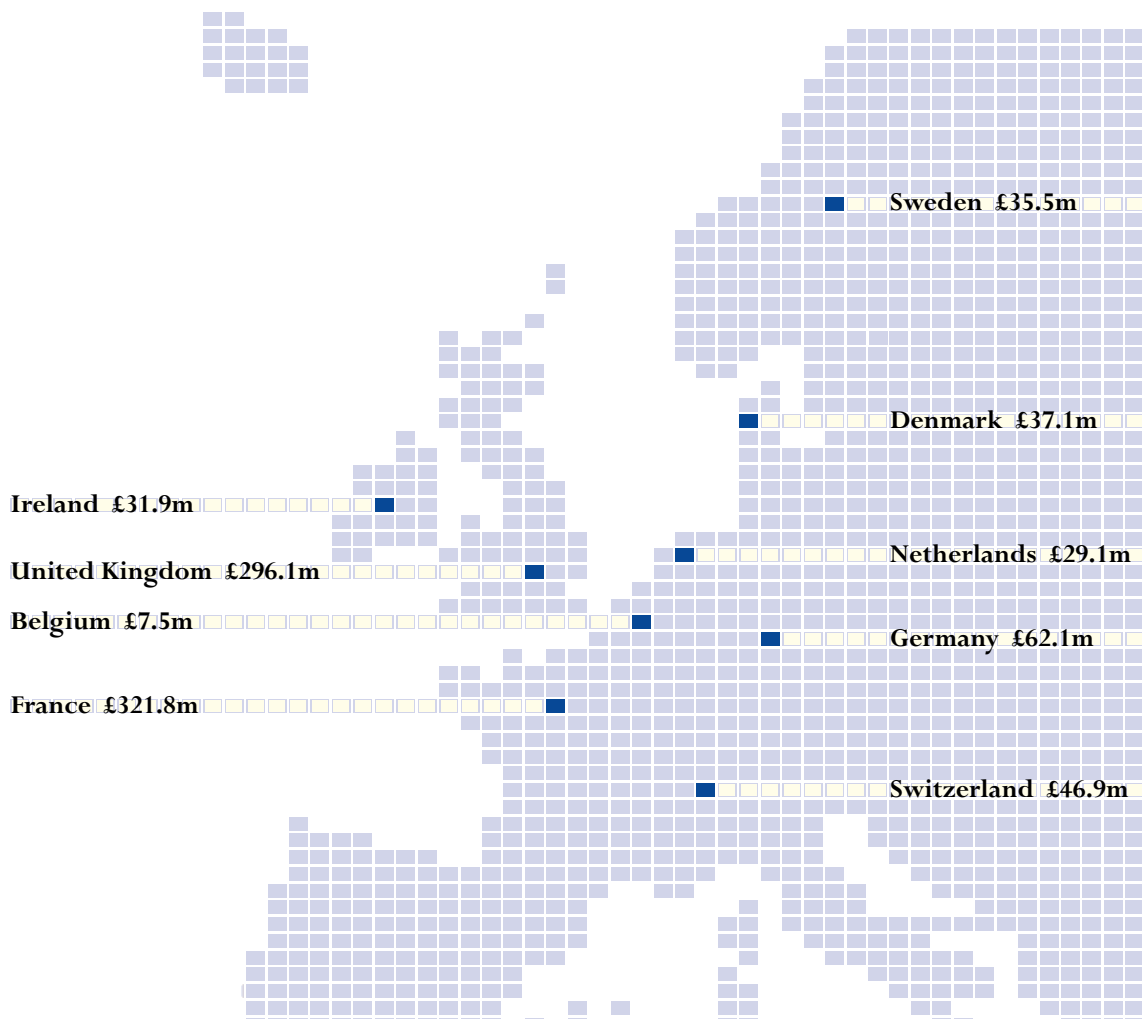 Sweden £35.5m
Denmark £37.1m
Ireland £31.9m
Netherlands £29.1m
United Kingdom £296.1m
Belgium £7.5m
Germany £62.1m
France £321.8m
Switzerland £46.9m